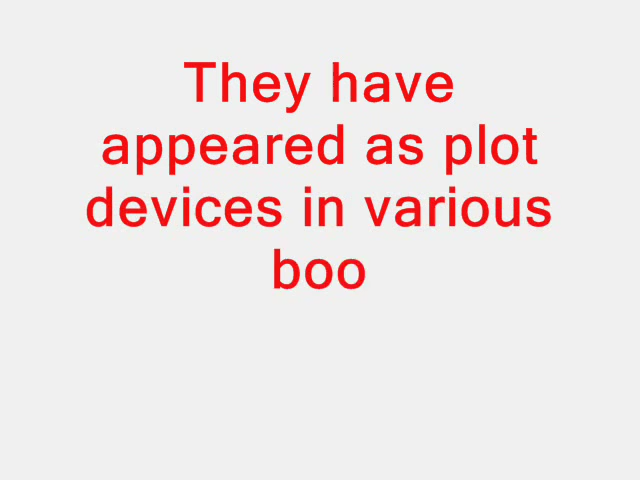 They have
appeared as plot
devices in various
boo